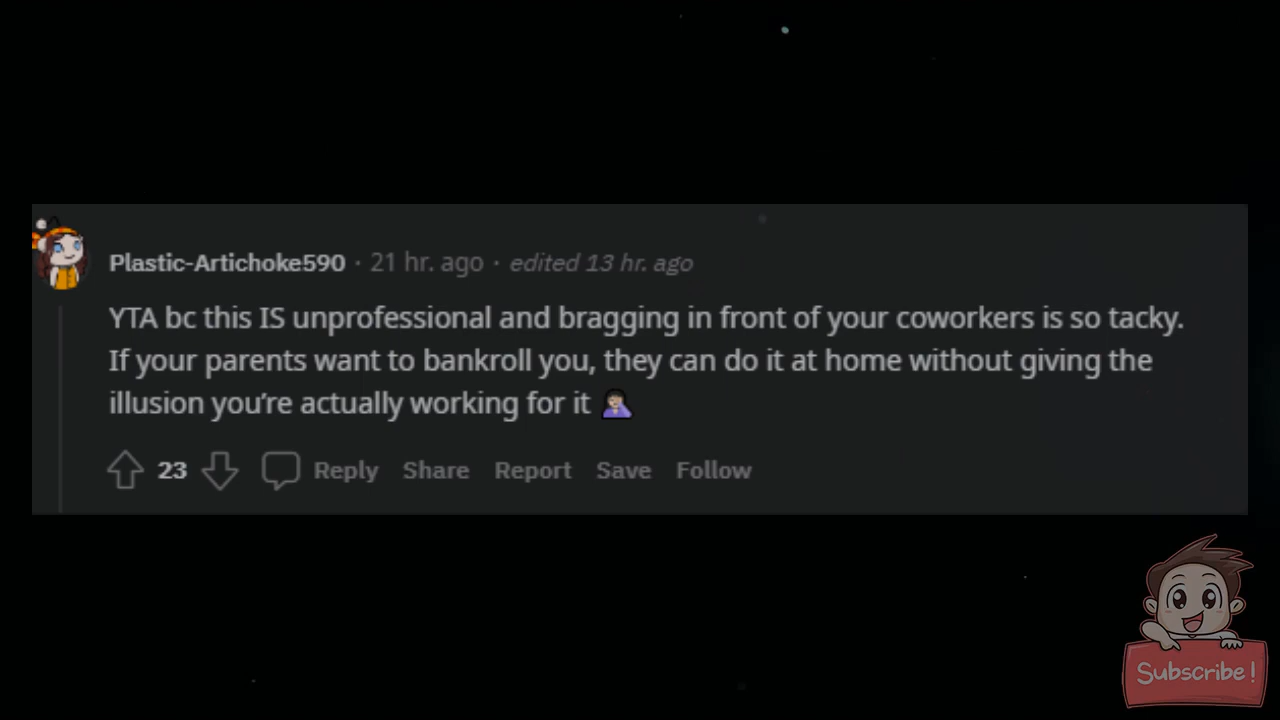 Plastic-Artichoke590 · 21 hr. ago · edited 13 hr. ago
YTA bc this IS unprofessional and bragging in front of your coworkers is so tacky.
If your parents want to bankroll you, they can do it at home without giving the
illusion you’re actually working for it 🤦🏻‍♀️
23 Reply Share Report Save Follow
Subscribe!